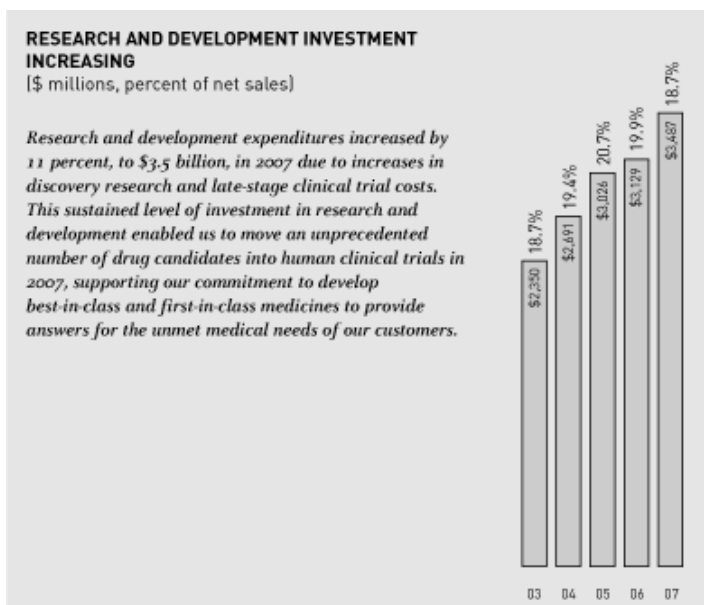 RESEARCH AND DEVELOPMENT INVESTMENT
INCREASING
($ millions, percent of net sales)
Research and development expenditures increased by
11 percent, to $3.5 billion, in 2007 due to increases in
discovery research and late-stage clinical trial costs.
This sustained level of investment in research and
development enabled us to move an unprecedented
number of drug candidates into human clinical trials in
2007, supporting our commitment to develop
best-in-class and first-in-class medicines to provide
answers for the unmet medical needs of our customers.
18.7%
$2,350
19.4%
$2,691
20.7%
$3,026
19.9%
$3,129
18.7%
$3,487
03 04 05 06 07